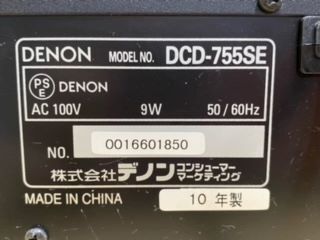 DENON MODEL NO. DCD-755SE
PS
E DENON
AC 100V 9W 50/60Hz
NO. 0016601850
株式会社デノン コンシューマー
マーケティング
MADE IN CHINA 10 年製